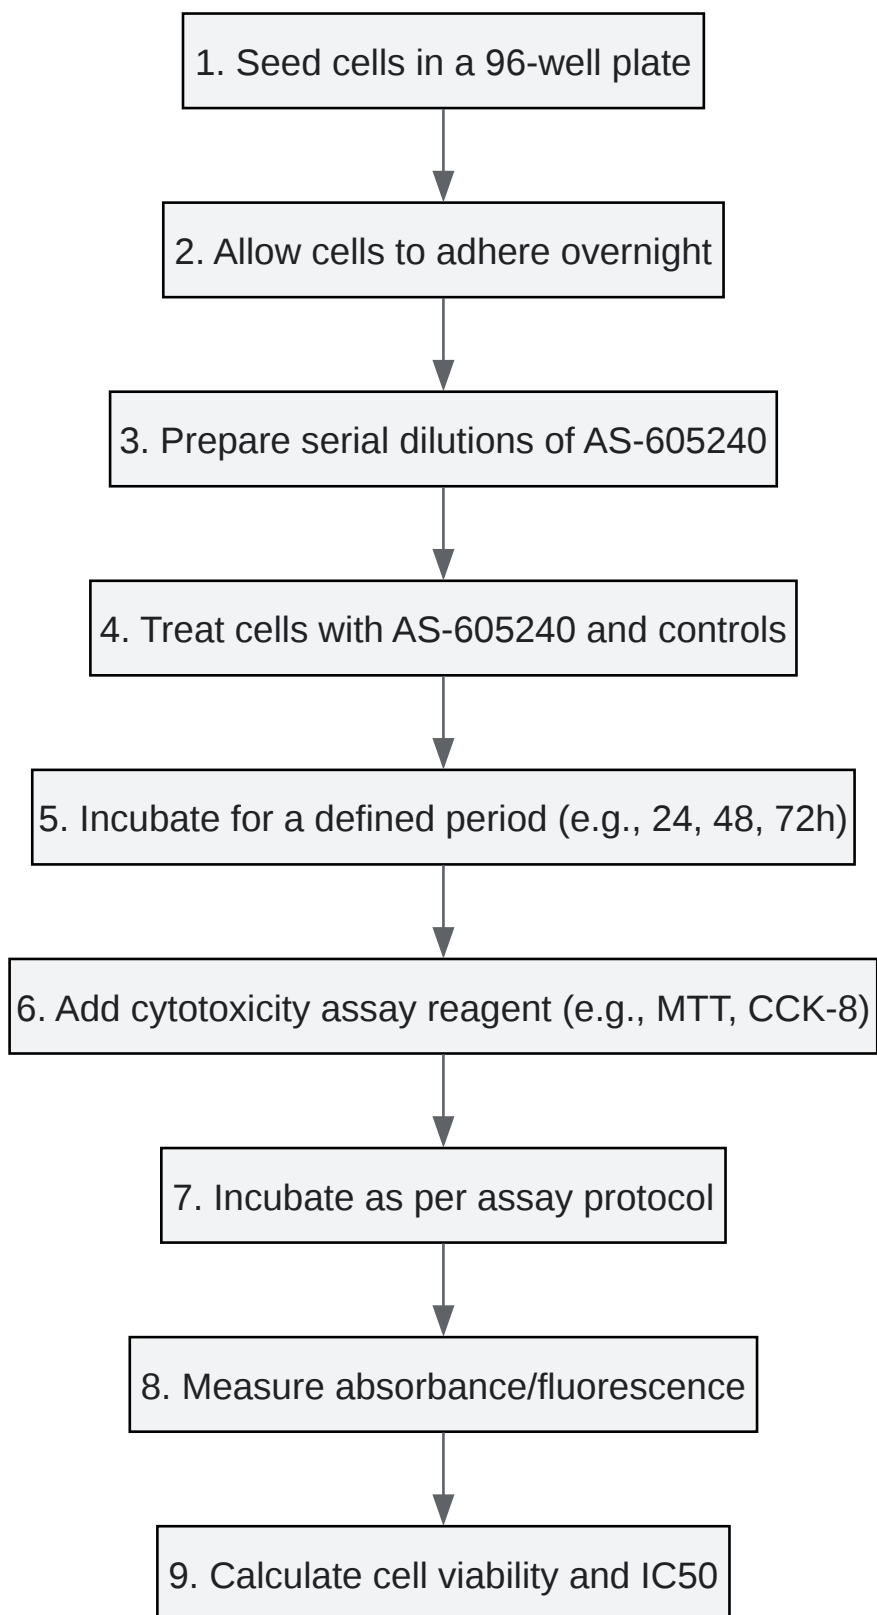 1. Seed cells in a 96-well plate
2. Allow cells to adhere overnight
3. Prepare serial dilutions of AS-605240
4. Treat cells with AS-605240 and controls
5. Incubate for a defined period (e.g., 24, 48, 72h)
6. Add cytotoxicity assay reagent (e.g., MTT, CCK-8)
7. Incubate as per assay protocol
8. Measure absorbance/fluorescence
9. Calculate cell viability and IC50